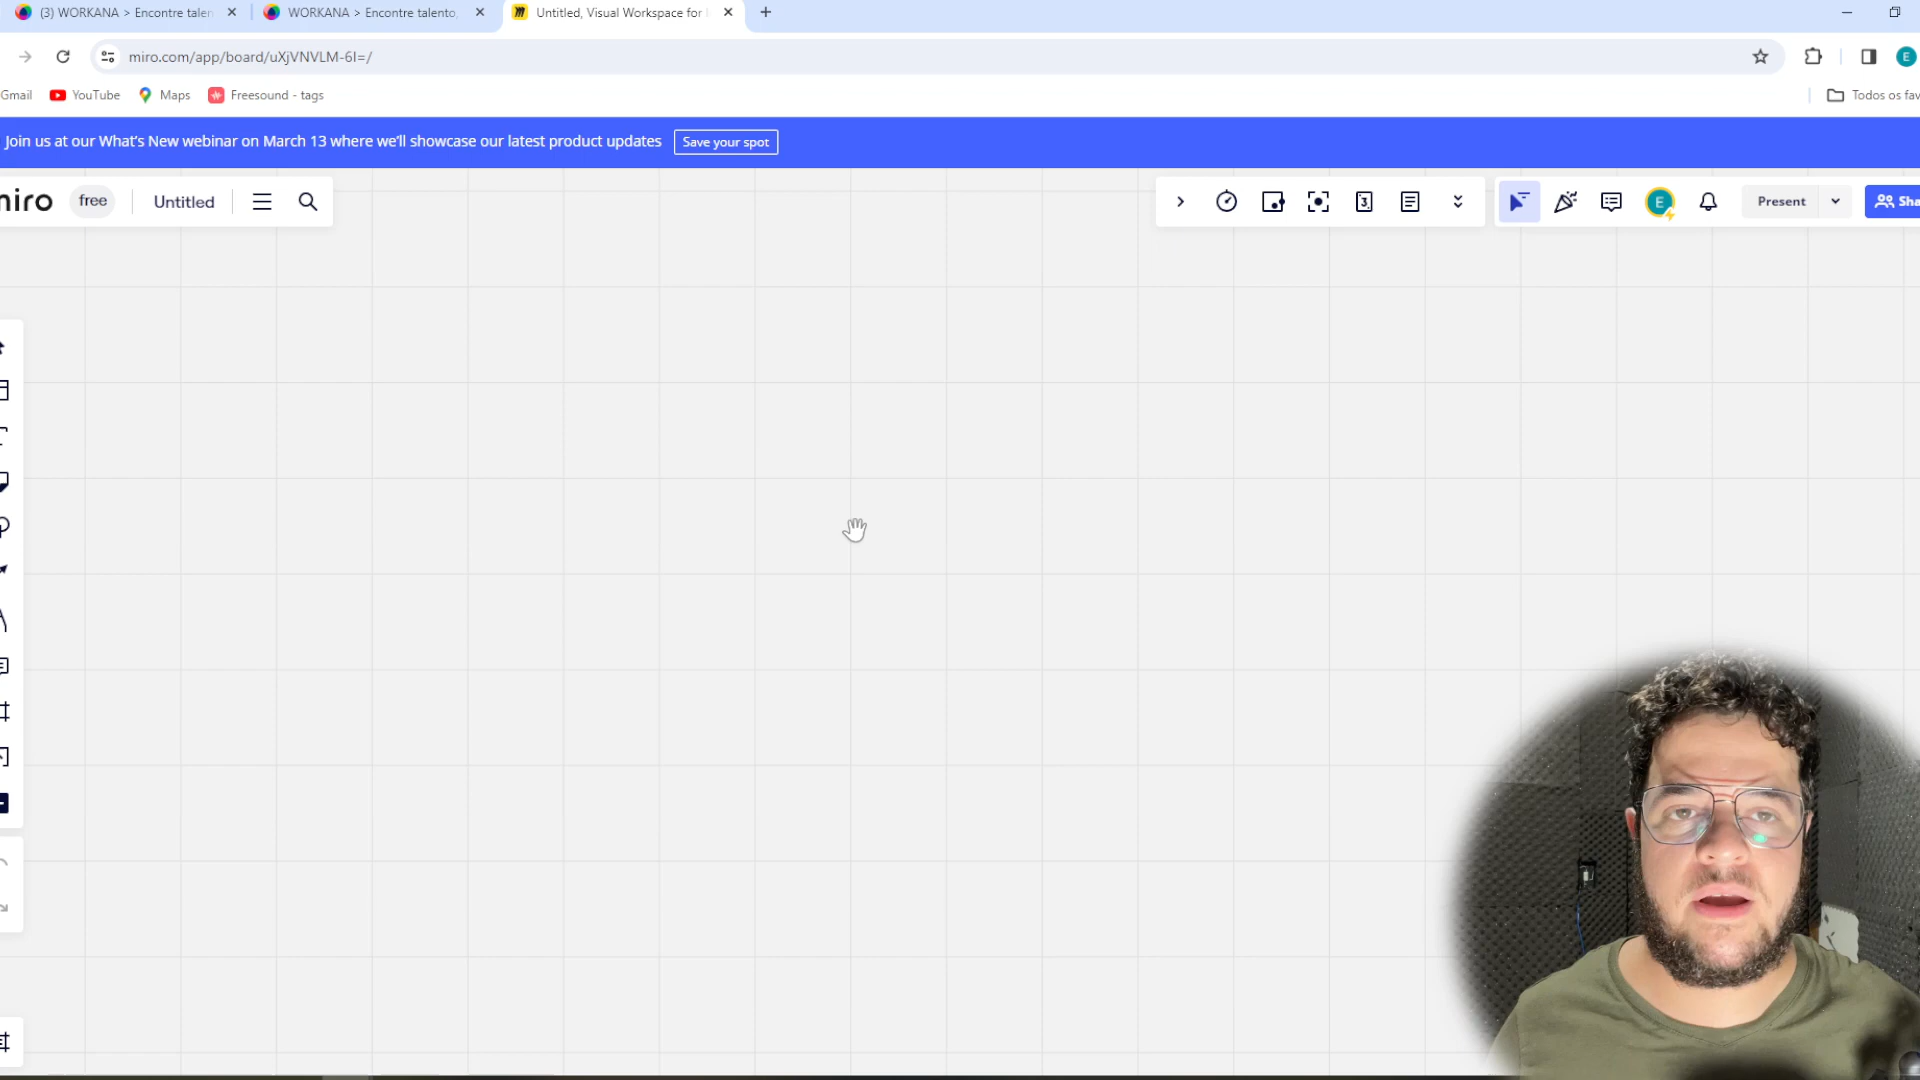 (3) WORKANA > Encontre talen
WORKANA > Encontre talento,
Untitled, Visual Workspace for I
miro.com/app/board/uXjVNVLM-6I=/
E
Gmail
YouTube
Maps
Freesound - tags
Todos os fav
Join us at our What's New webinar on March 13 where we'll showcase our latest product updates
Save your spot
miro
free
Untitled
3
E
Present
Sha